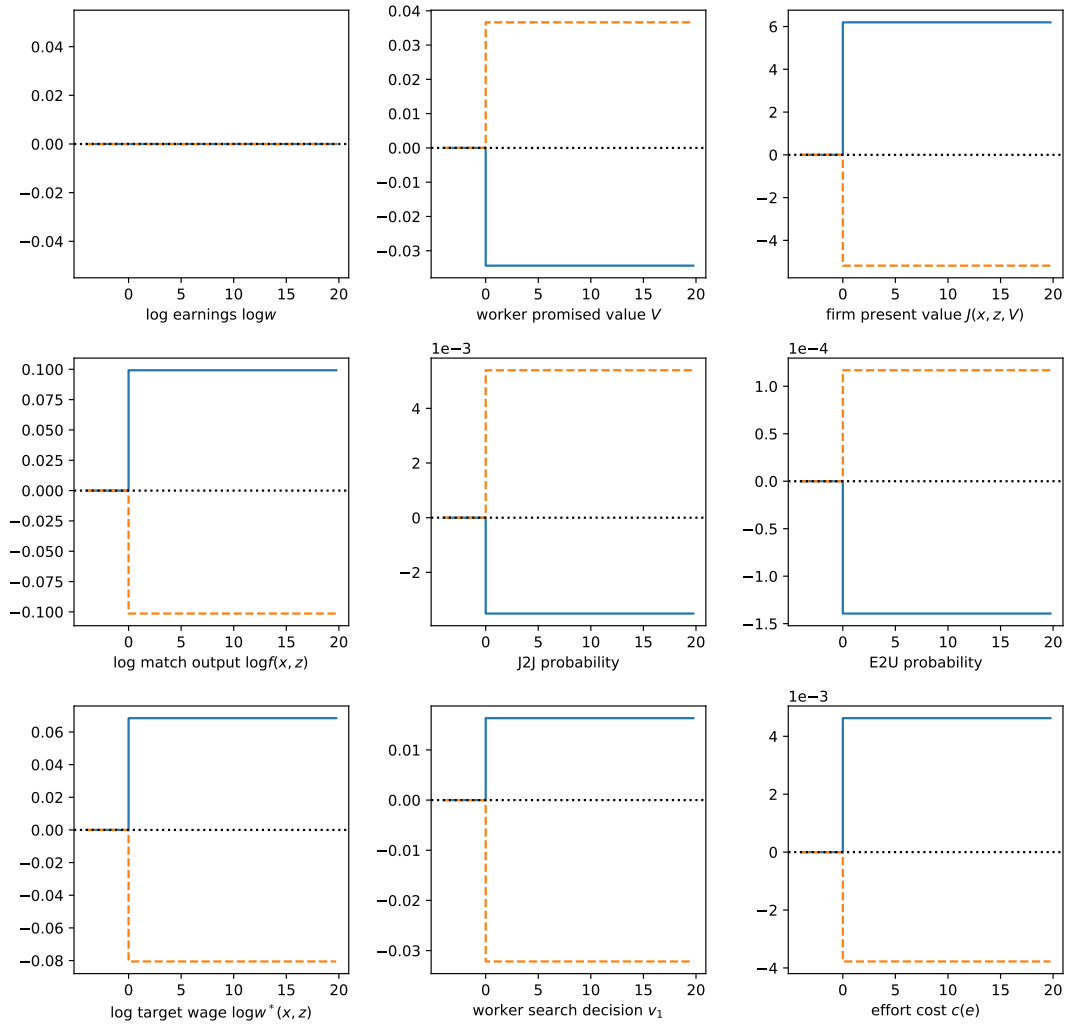 0.04
0.02
0.00
−0.02
−0.04
0 5 10 15 20
log earnings logw
0.04
0.03
0.02
0.01
0.00
−0.01
−0.02
−0.03
0 5 10 15 20
worker promised value V
6
4
2
0
−2
−4
0 5 10 15 20
firm present value J(x, z, V)
0.100
0.075
0.050
0.025
0.000
−0.025
−0.050
−0.075
−0.100
0 5 10 15 20
log match output logf(x, z)
1e−3
4
2
0
−2
0 5 10 15 20
J2J probability
1e−4
1.0
0.5
0.0
−0.5
−1.0
−1.5
0 5 10 15 20
E2U probability
0.06
0.04
0.02
0.00
−0.02
−0.04
−0.06
−0.08
0 5 10 15 20
log target wage logw*(x, z)
0.01
0.00
−0.01
−0.02
−0.03
0 5 10 15 20
worker search decision v₁
1e−3
4
2
0
−2
−4
0 5 10 15 20
effort cost c(e)